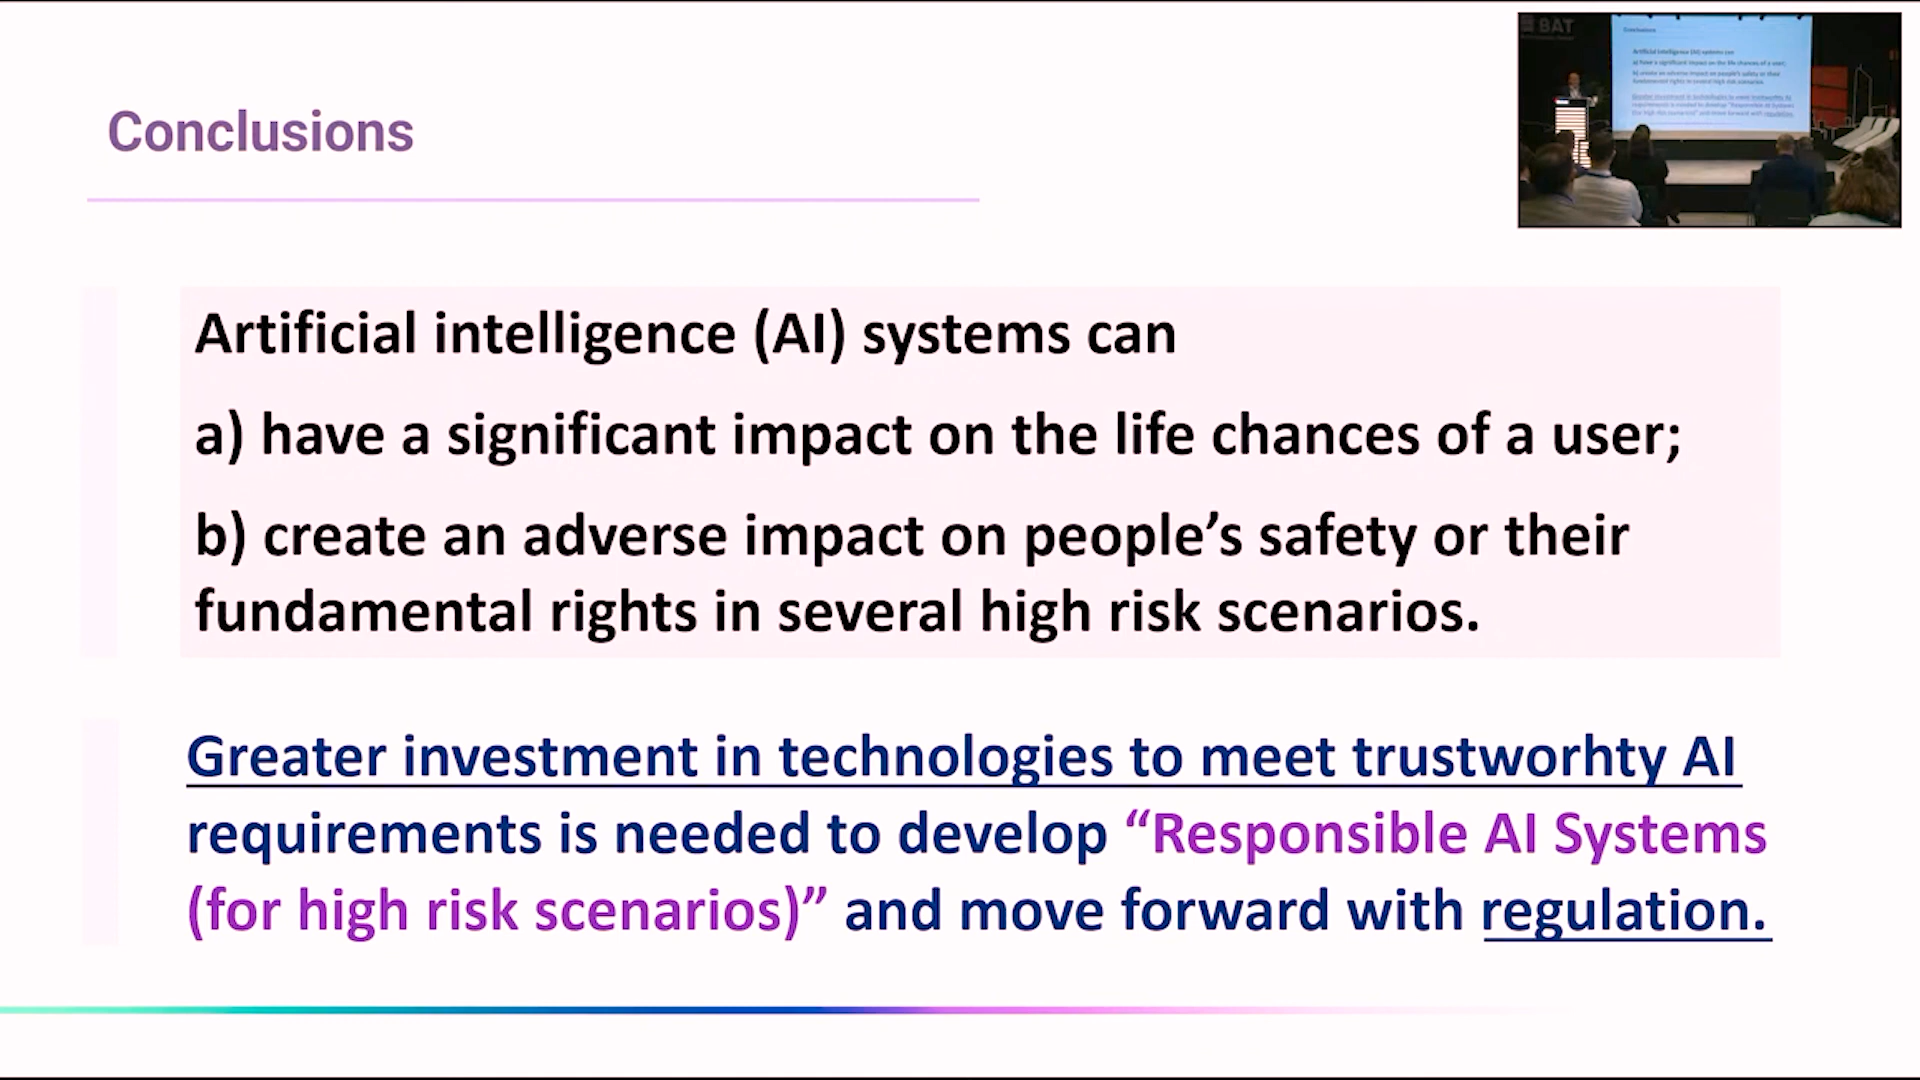 Conclusions
BAT
Artificial intelligence (AI) systems can
a) have a significant impact on the life chances of a user;
b) create an adverse impact on people’s safety or their
fundamental rights in several high risk scenarios.
Greater investment in technologies to meet trustworhty AI
requirements is needed to develop “Responsible AI Systems
(for high risk scenarios)” and move forward with regulation.